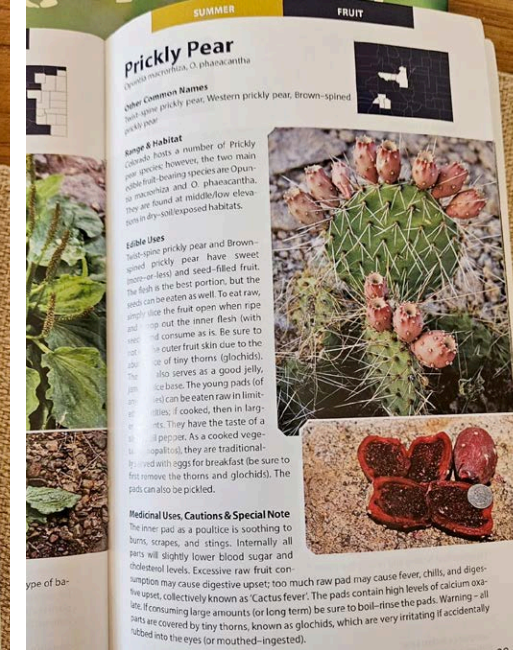 SUMMER
FRUIT
Prickly Pear
Opuntia macrorhiza, O. phaeacantha
Other Common Names
Twist-spine prickly pear, Western prickly pear, Brown-spined
prickly pear
Range & Habitat
Colorado hosts a number of Prickly
pear species; however, the two main
edible fruit-bearing species are Opun-
tia macrorhiza and O. phaeacantha.
They are found at middle/low eleva-
tions in dry-soil/exposed habitats.
Edible Uses
Twist-spine prickly pear and Brown-
spined prickly pear have sweet
(more-or-less) and seed-filled fruit.
The flesh is the best portion, but the
seeds can be eaten as well. To eat raw,
simply slice the fruit open when ripe
and out the inner flesh (with
and consume as is. Be sure to
outer fruit skin due to the
of tiny thorns (glochids).
also serves as a good jelly,
base. The young pads (of
can be eaten raw in limit-
if cooked, then in larg-
They have the taste of a
pepper. As a cooked vege-
they are traditional-
with eggs for breakfast (be sure to
first remove the thorns and glochids). The
pads can also be pickled.
Medicinal Uses, Cautions & Special Note
The inner pad as a poultice is soothing to
burns, scrapes, and stings. Internally all
parts will slightly lower blood sugar and
cholesterol levels. Excessive raw fruit con-
sumption may cause digestive upset; too much raw pad may cause fever, chills, and diges-
tive upset, collectively known as 'Cactus fever'. The pads contain high levels of calcium oxa-
late. If consuming large amounts (or long term) be sure to boil-rinse the pads. Warning - all
parts are covered by tiny thorns, known as glochids, which are very irritating if accidentally
rubbed into the eyes (or mouthed-ingested).
ype of ba-